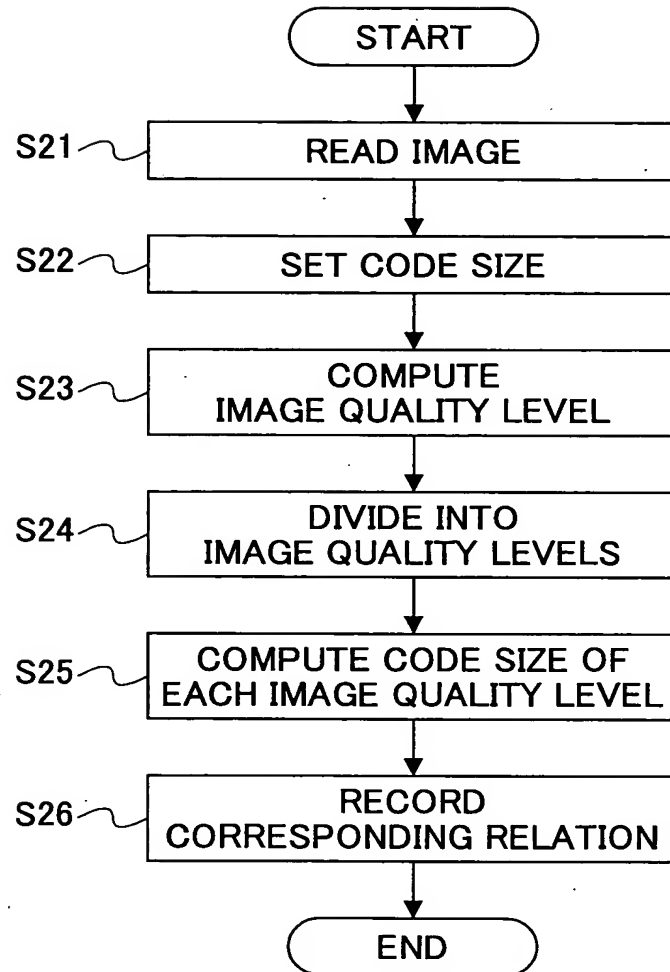 START
S21
READ IMAGE
S22
SET CODE SIZE
S23
COMPUTE
IMAGE QUALITY LEVEL
S24
DIVIDE INTO
IMAGE QUALITY LEVELS
S25
COMPUTE CODE SIZE OF
EACH IMAGE QUALITY LEVEL
S26
RECORD
CORRESPONDING RELATION
END